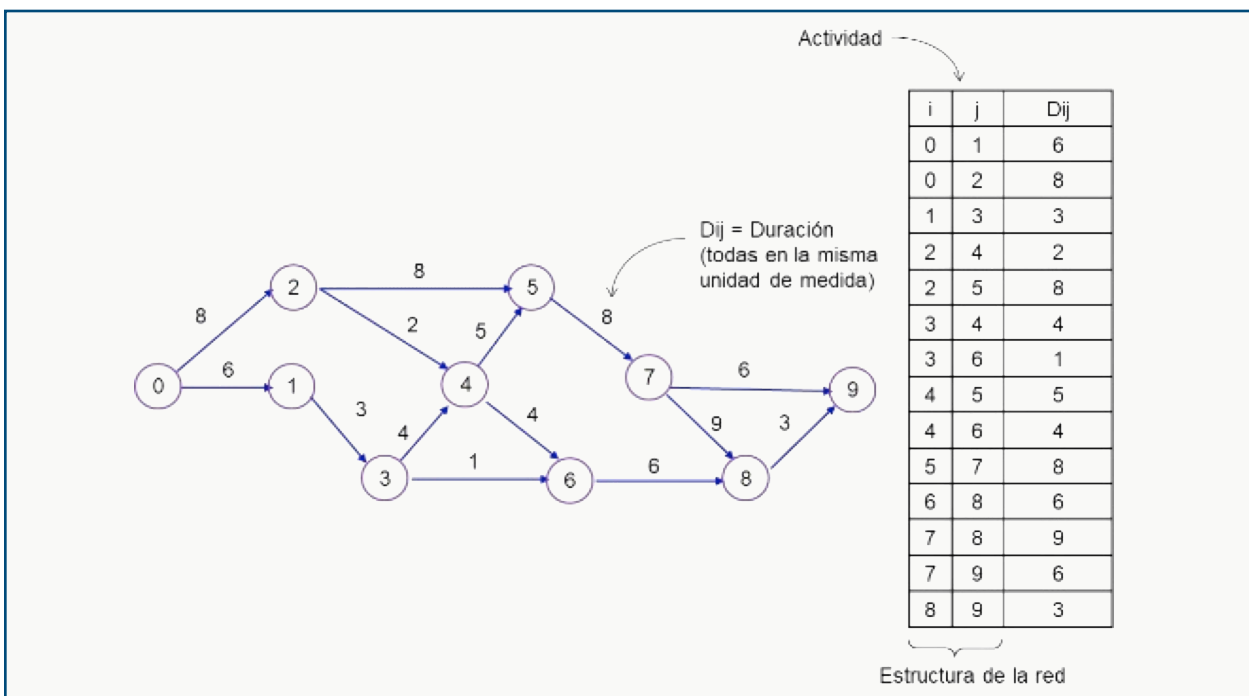 Actividad
i j Dij
0 1 6
0 2 8
1 3 3
2 4 2
2 5 8
3 4 4
3 6 1
4 5 5
4 6 4
5 7 8
6 8 6
7 8 9
7 9 6
8 9 3
Estructura de la red
Dij = Duración
(todas en la misma
unidad de medida)
8
2 5
8 2 5 8
6 6
0 1 4 7 9
3 4 4 9 3
1 6
3 6 8